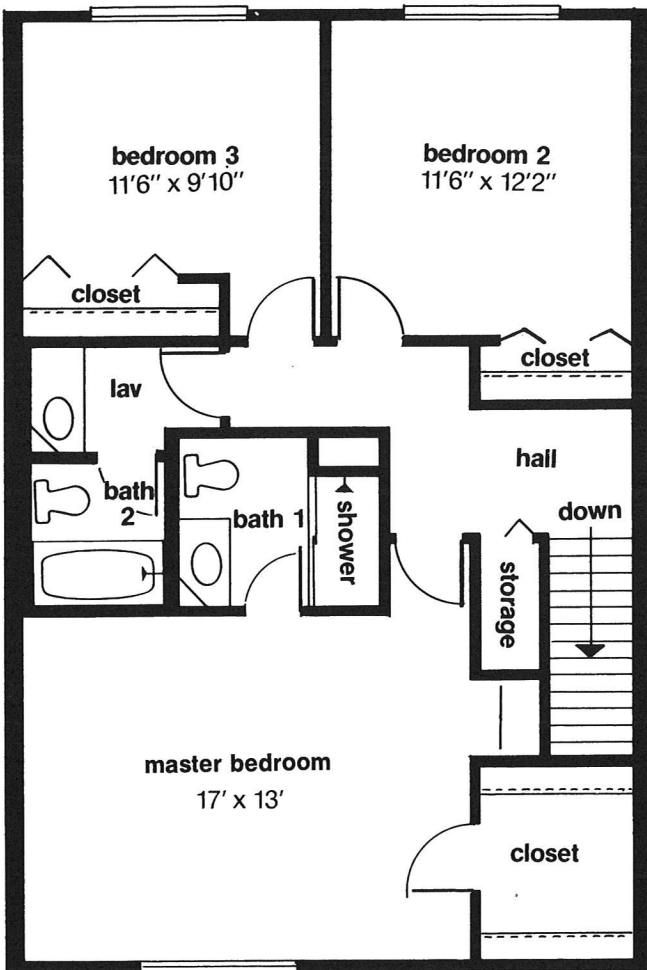 bedroom 3
11'6" x 9'10"
bedroom 2
11'6" x 12'2"
closet
closet
lav
hall
bath
2
bath 1
shower
down
storage
master bedroom
17' x 13'
closet